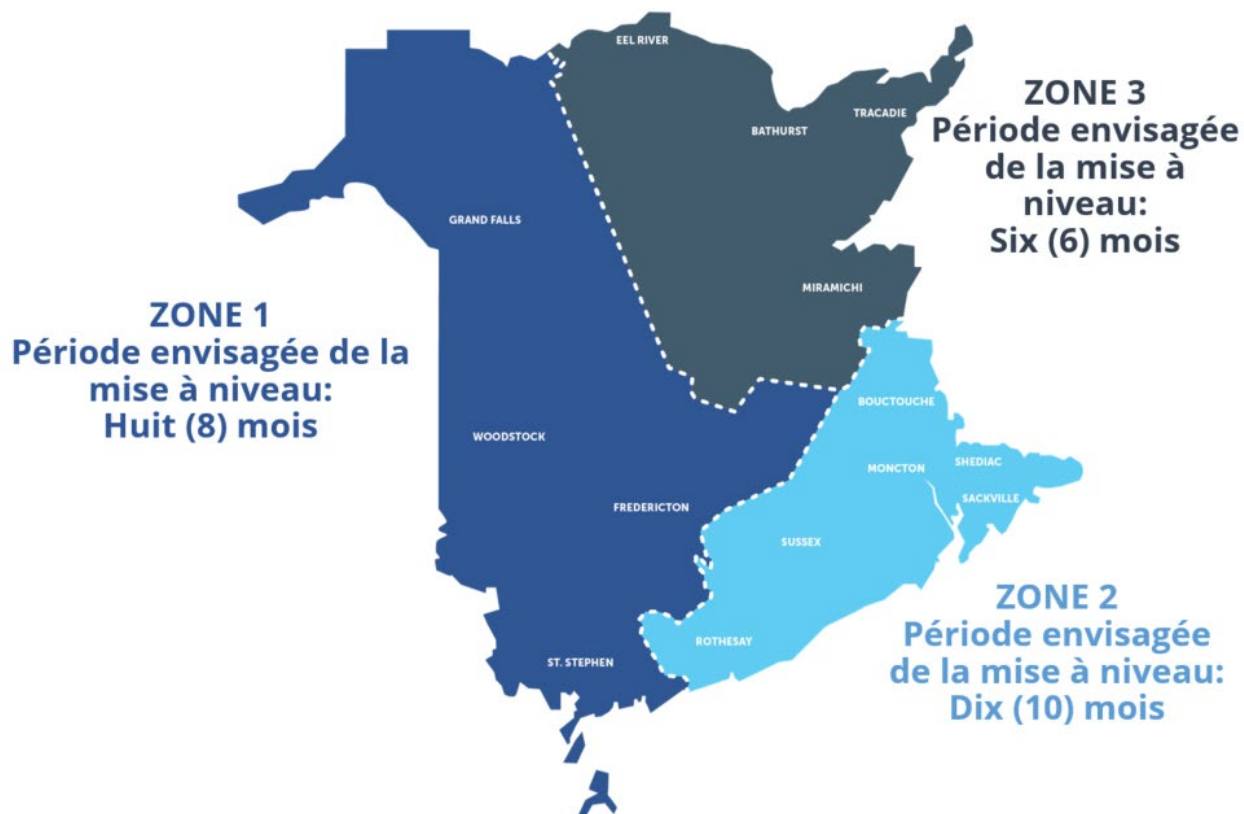 EEL RIVER
TRACADIE
BATHURST
ZONE 3
Période envisagée
de la mise à
niveau:
Six (6) mois
GRAND FALLS
MIRAMICHI
ZONE 1
Période envisagée de la
mise à niveau:
Huit (8) mois
BOUCTOUCHE
WOODSTOCK
SHEDIAC
MONCTON
SACKVILLE
FREDERICTON
SUSSEX
ZONE 2
Période envisagée
de la mise à niveau:
Dix (10) mois
ROTHESAY
ST. STEPHEN